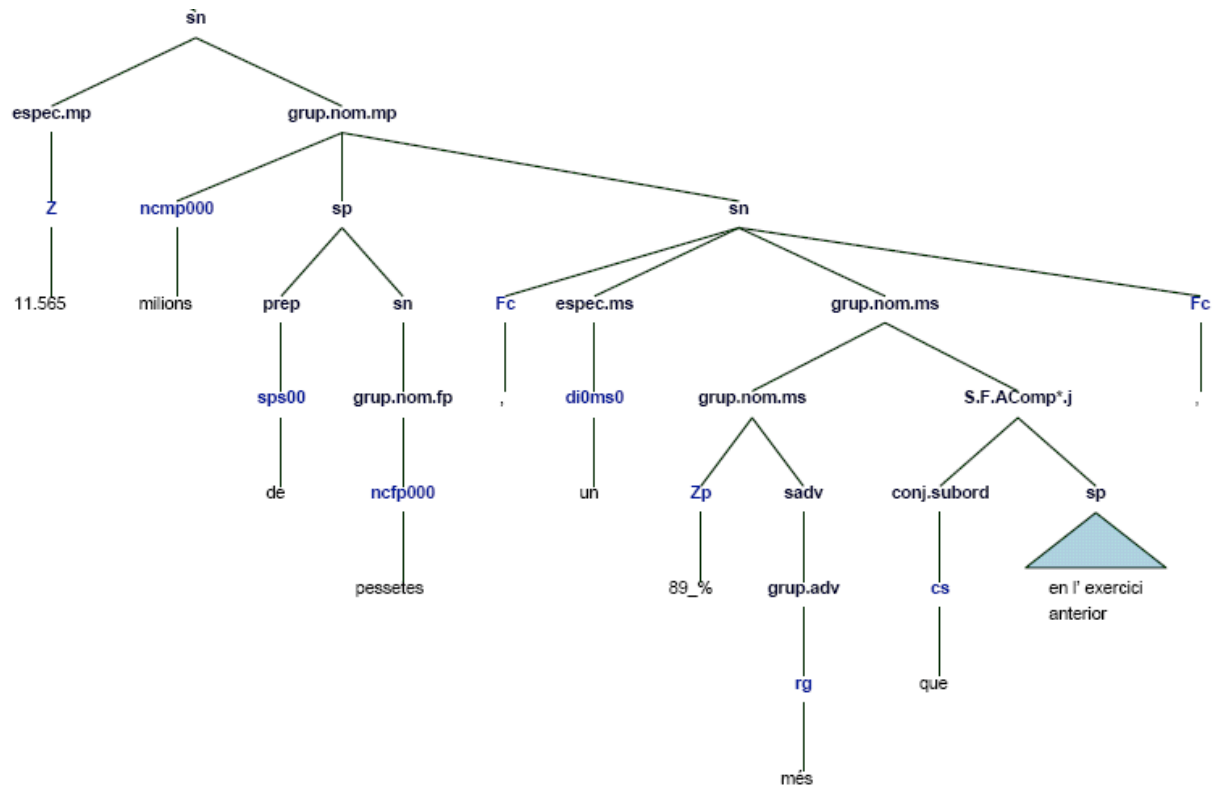 sn
espec.mp grup.nom.mp
Z ncmp000 sp sn
11.565 milions prep sn Fc espec.ms grup.nom.ms Fc
sps00 grup.nom.fp , di0ms0 grup.nom.ms S.F.AComp*.j ,
de ncfp000 un Zp sadv conj.subord sp
pessetes 89_% grup.adv cs en l' exercici
anterior
rg que
més